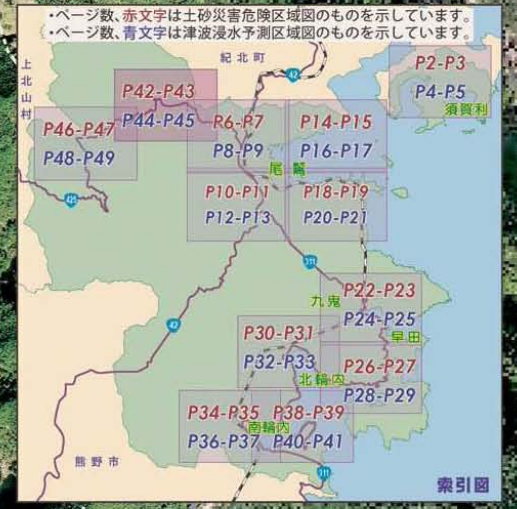 ・ページ数、赤文字は土砂災害危険区域図のものを示しています。
・ページ数、青文字は津波浸水予測区域図のものを示しています。
紀北町
上北山村
42
P2-P3
P4-P5
須賀利
P42-P43
P44-P45
P46-P47
P48-P49
P6-P7
P8-P9
P14-P15
P16-P17
尾鷲
425
P10-P11
P12-P13
P18-P19
P20-P21
311
P22-P23
九鬼
P24-P25
早田
42
P30-P31
P32-P33
北輪内
P26-P27
P28-P29
P34-P35
P38-P39
南輪内
P36-P37
P40-P41
熊野市
311
索引図